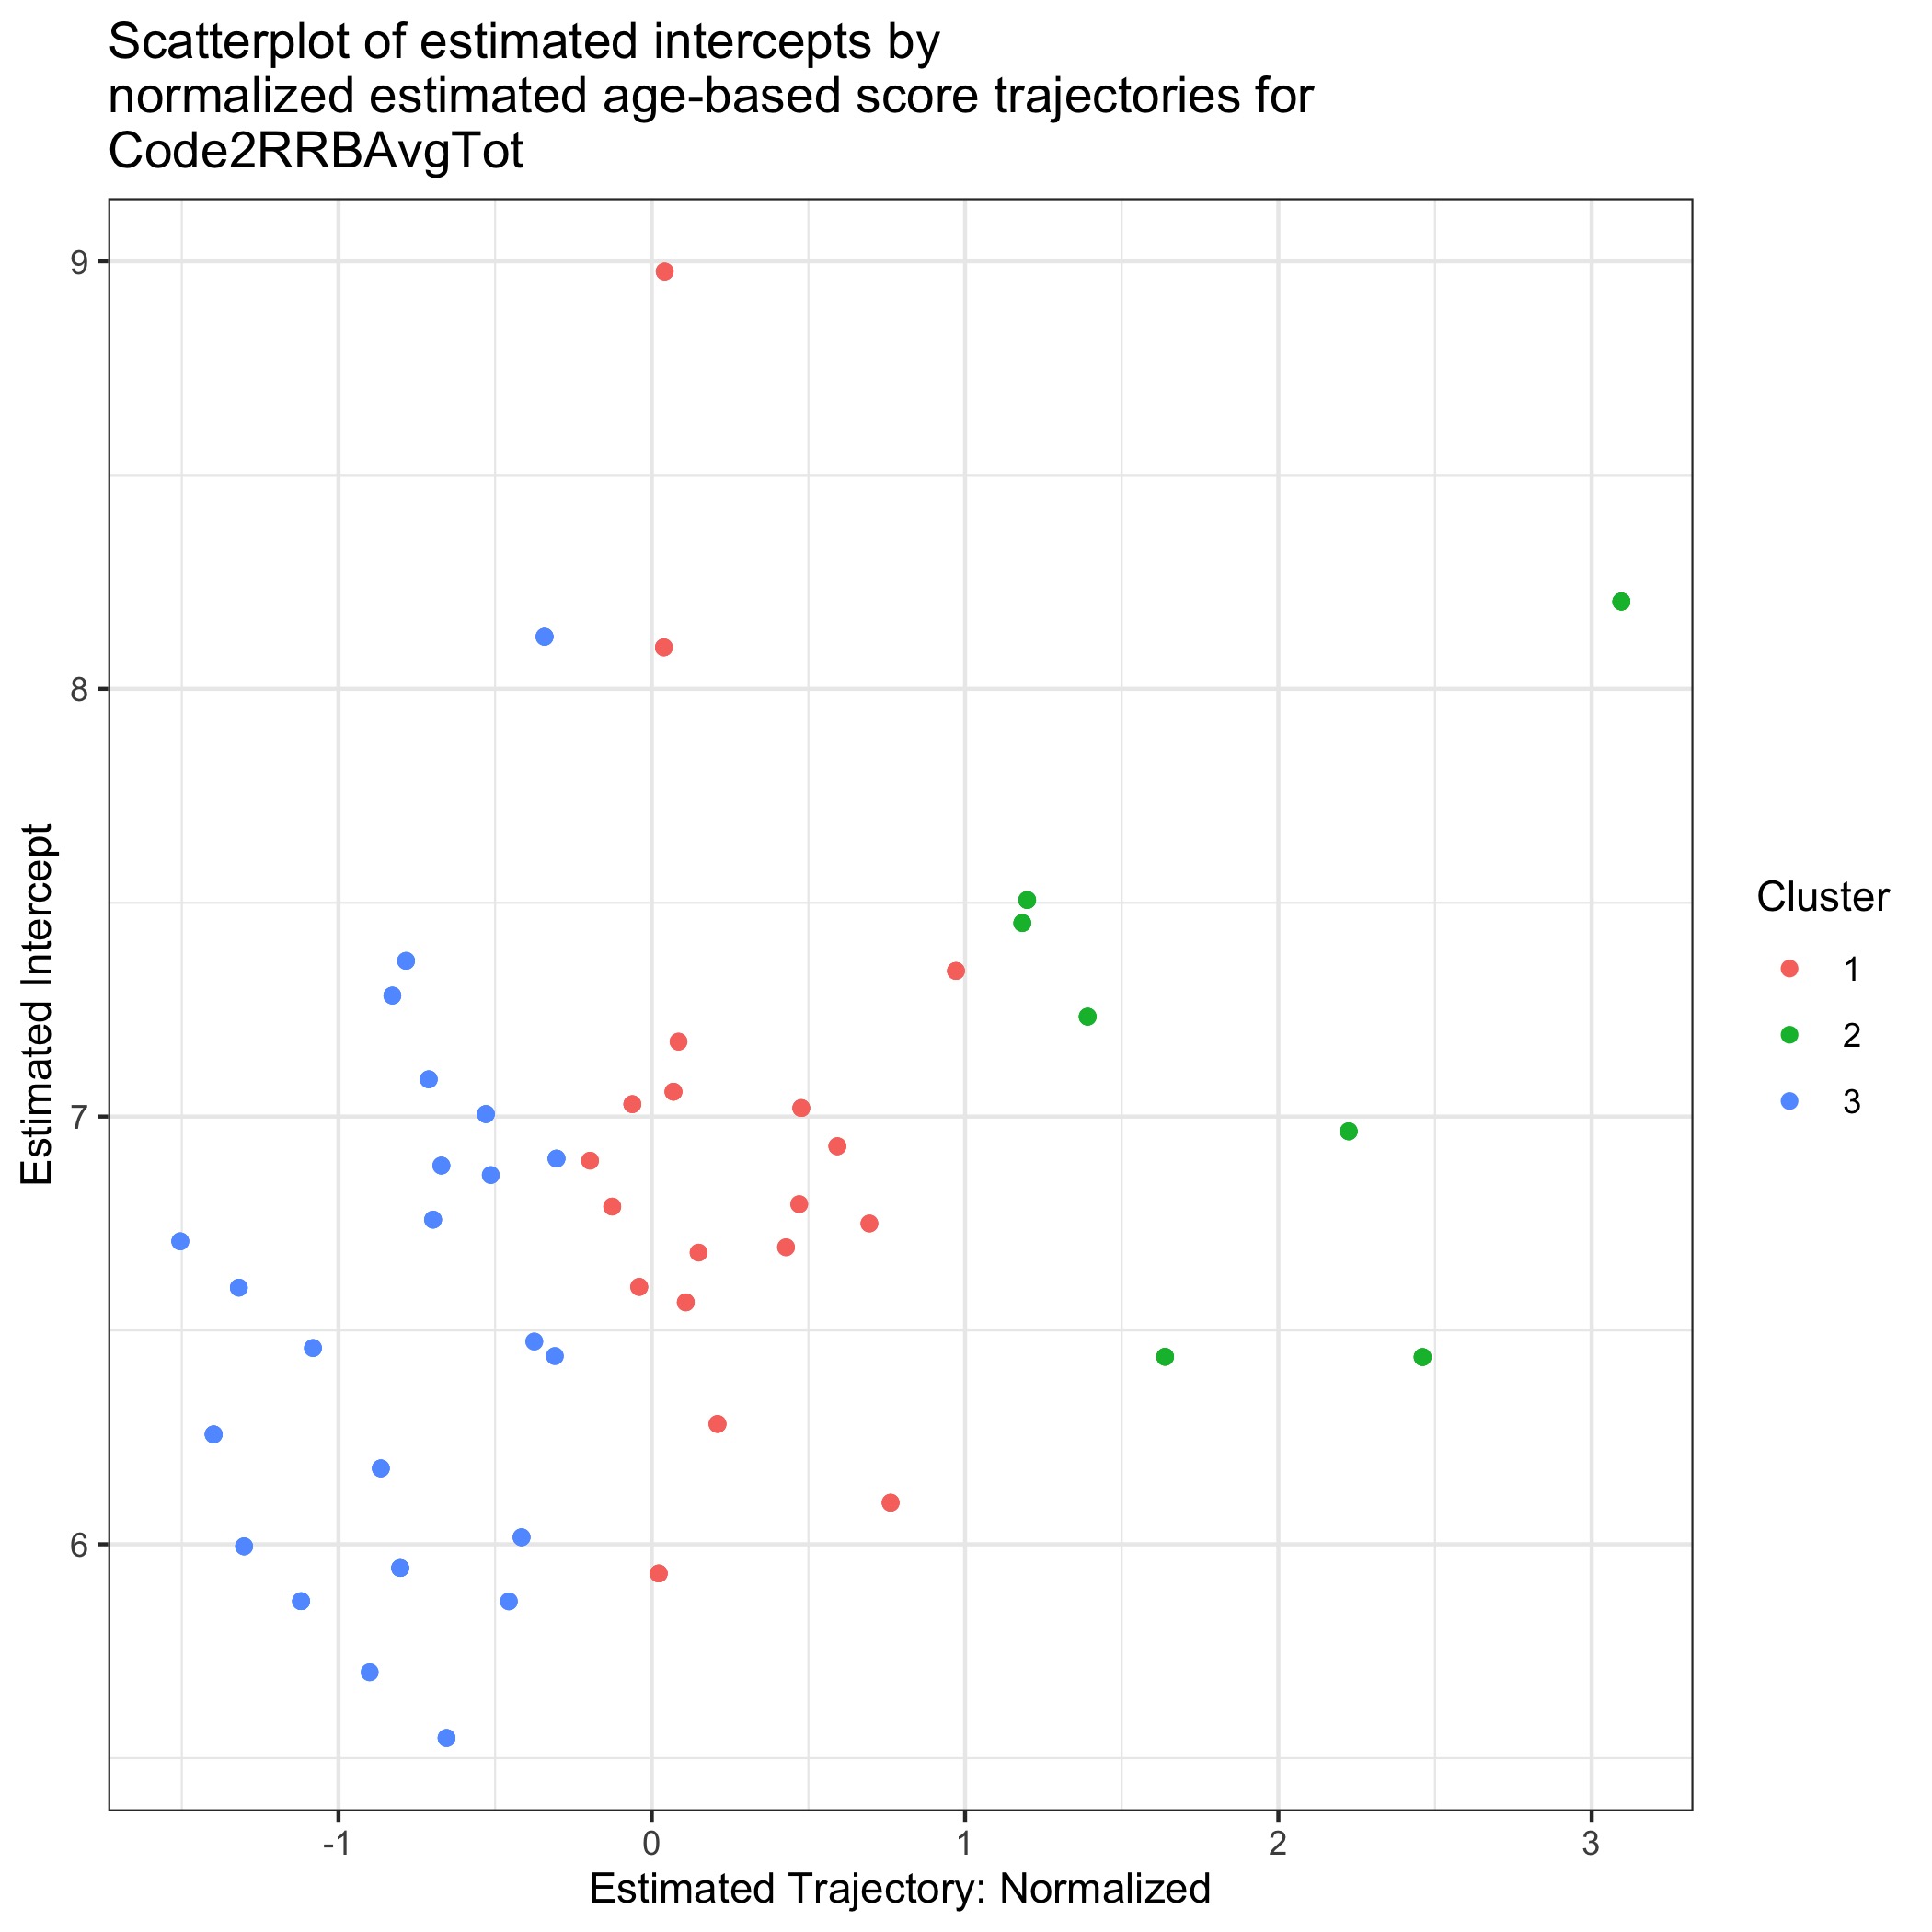 Scatterplot of estimated intercepts by
normalized estimated age-based score trajectories for
Code2RRBAvgTot
9
8
7
6
Estimated Intercept
-1 0 1 2 3
Estimated Trajectory: Normalized
Cluster
1
2
3